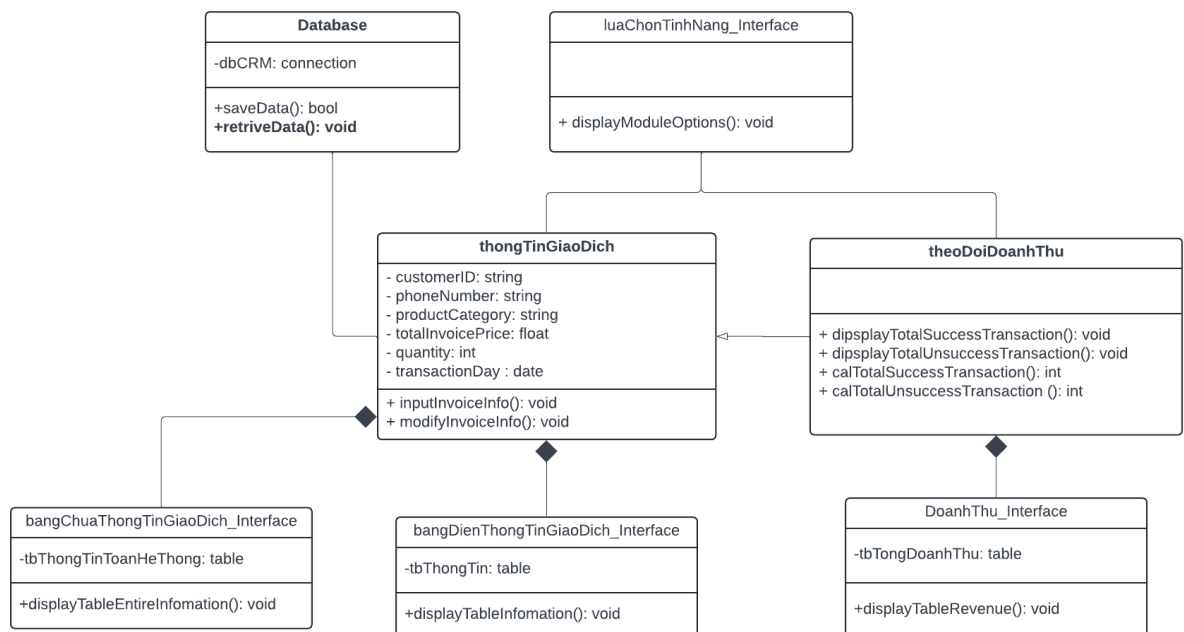 Database
-dbCRM: connection
+saveData(): bool
+retriveData(): void
luaChonTinhNang_Interface
+ displayModuleOptions(): void
thongTinGiaoDich
- customerID: string
- phoneNumber: string
- productCategory: string
- totalInvoicePrice: float
- quantity: int
- transactionDay : date
+ inputInvoiceInfo(): void
+ modifyInvoiceInfo(): void
theoDoiDoanhThu
+ dipsplayTotalSuccessTransaction(): void
+ dipsplayTotalUnsuccessTransaction(): void
+ calTotalSuccessTransaction(): int
+ calTotalUnsuccessTransaction (): int
bangChuaThongTinGiaoDich_Interface
-tbThongTinToanHeThong: table
+displayTableEntireInfomation(): void
bangDienThongTinGiaoDich_Interface
-tbThongTin: table
+displayTableInfomation(): void
DoanhThu_Interface
-tbTongDoanhThu: table
+displayTableRevenue(): void